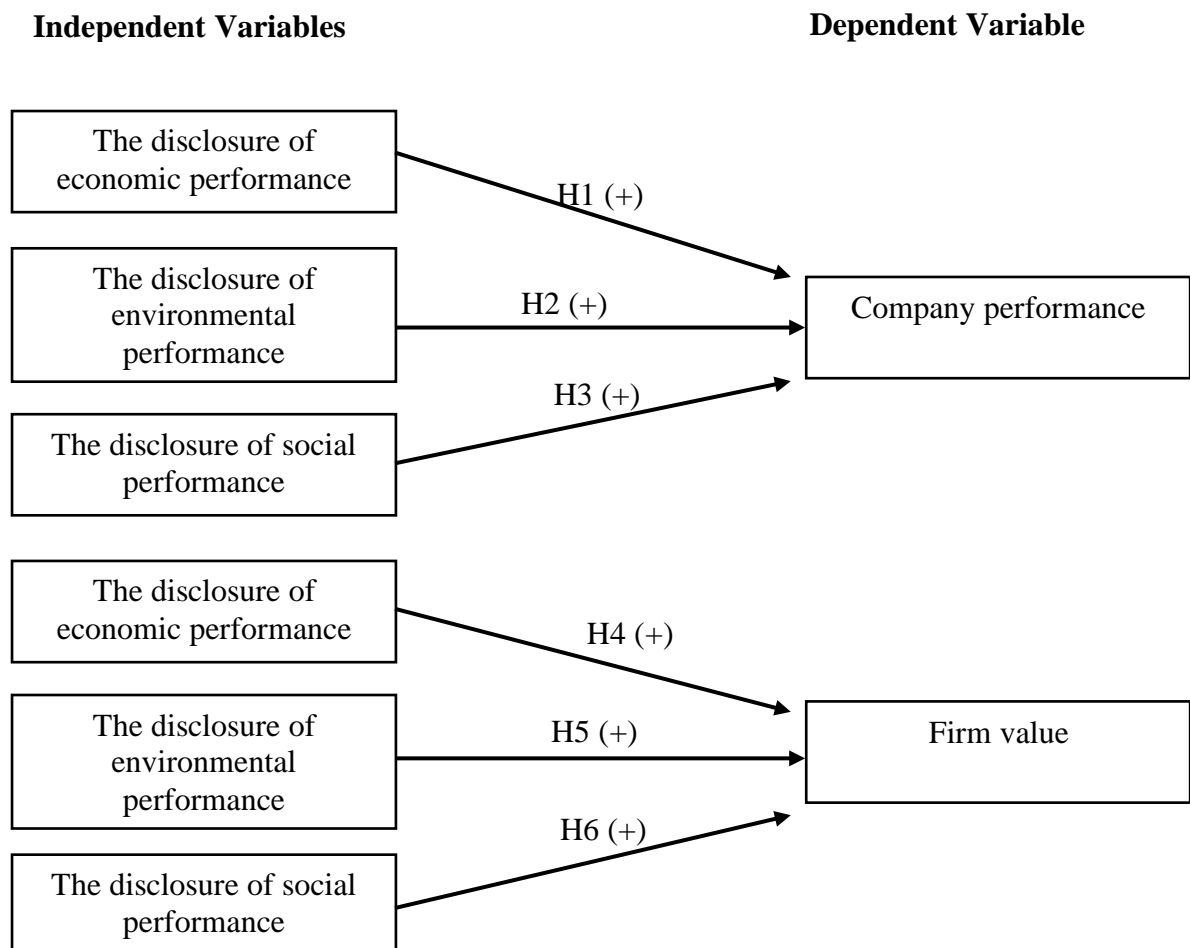 Independent Variables
Dependent Variable
The disclosure of
economic performance
H1 (+)
The disclosure of
environmental
performance
H2 (+)
Company performance
H3 (+)
The disclosure of social
performance
The disclosure of
economic performance
H4 (+)
The disclosure of
environmental
performance
H5 (+)
Firm value
H6 (+)
The disclosure of social
performance